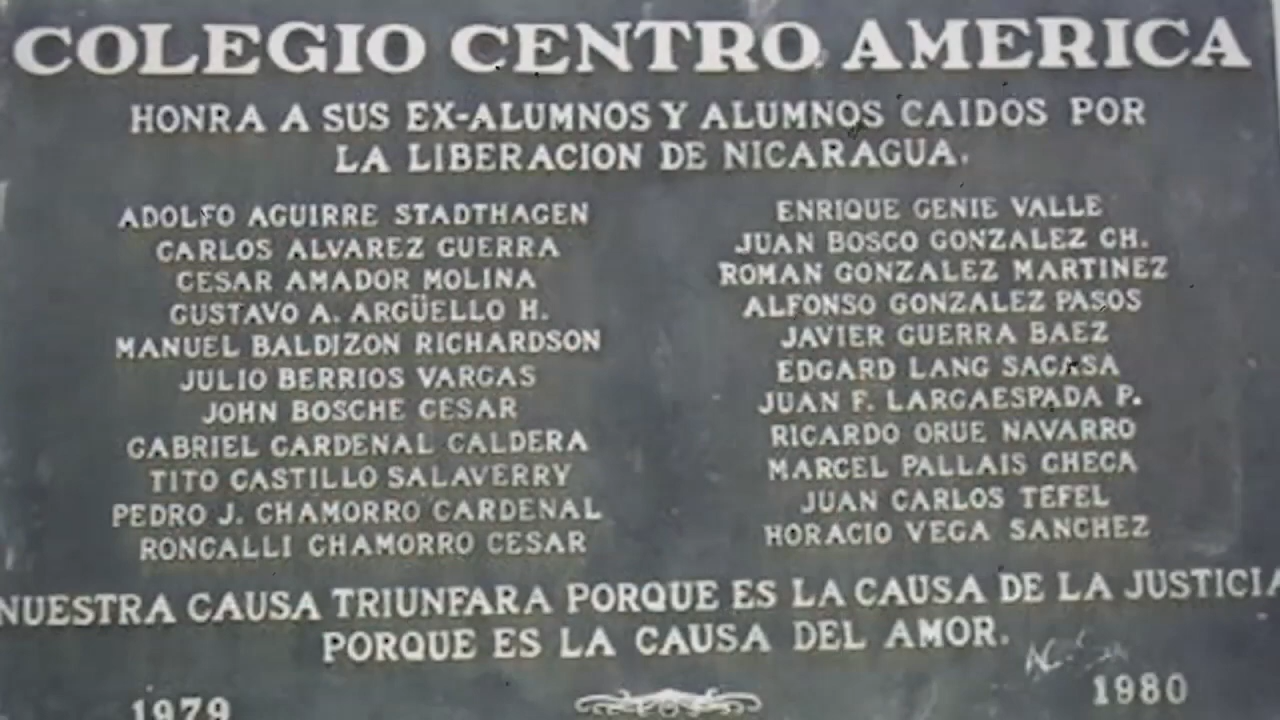 COLEGIO CENTRO AMERICA
HONRA A SUS EX-ALUMNOS Y ALUMNOS CAIDOS POR
LA LIBERACION DE NICARAGUA.
ADOLFO AGUIRRE STADTHAGEN
CARLOS ALVAREZ GUERRA
CESAR AMADOR MOLINA
GUSTAVO A. ARGÜELLO H.
MANUEL BALDIZON RICHARDSON
JULIO BERRIOS VARGAS
JOHN BOSCHE CESAR
GABRIEL CARDENAL CALDERA
TITO CASTILLO SALAVERRY
PEDRO J. CHAMORRO CARDENAL
RONCALLI CHAMORRO CESAR
ENRIQUE GENIE VALLE
JUAN BOSCO GONZALEZ CH.
ROMAN GONZALEZ MARTINEZ
ALFONSO GONZALEZ PASOS
JAVIER GUERRA BAEZ
EDGARD LANG SACASA
JUAN F. LARGAESPADA P.
RICARDO ORUE NAVARRO
MARCEL PALLAIS CHECA
JUAN CARLOS TEFEL
HORACIO VEGA SANCHEZ
NUESTRA CAUSA TRIUNFARA PORQUE ES LA CAUSA DE LA JUSTICIA
PORQUE ES LA CAUSA DEL AMOR.
1979
1980